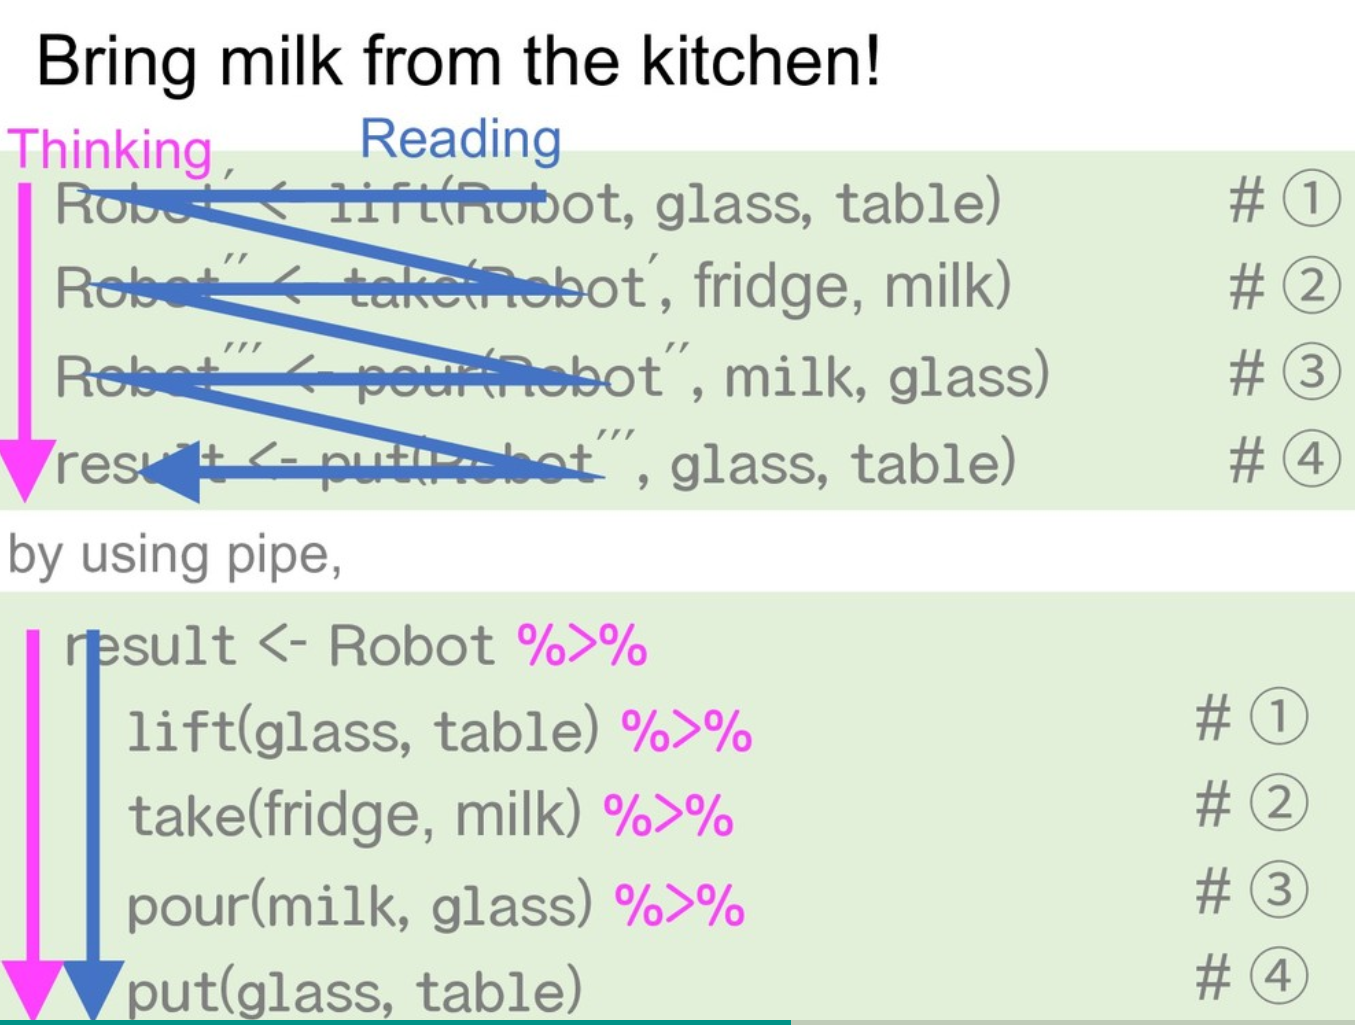 Bring milk from the kitchen!
Thinking Reading
Robot′ <- lift(Robot, glass, table) # ①
Robot′′ <- take(Robot′, fridge, milk) # ②
Robot′′′ <- pour(Robot′′, milk, glass) # ③
result <- put(Robot′′′, glass, table) # ④
by using pipe,
result <- Robot %>%
lift(glass, table) %>% # ①
take(fridge, milk) %>% # ②
pour(milk, glass) %>% # ③
put(glass, table) # ④